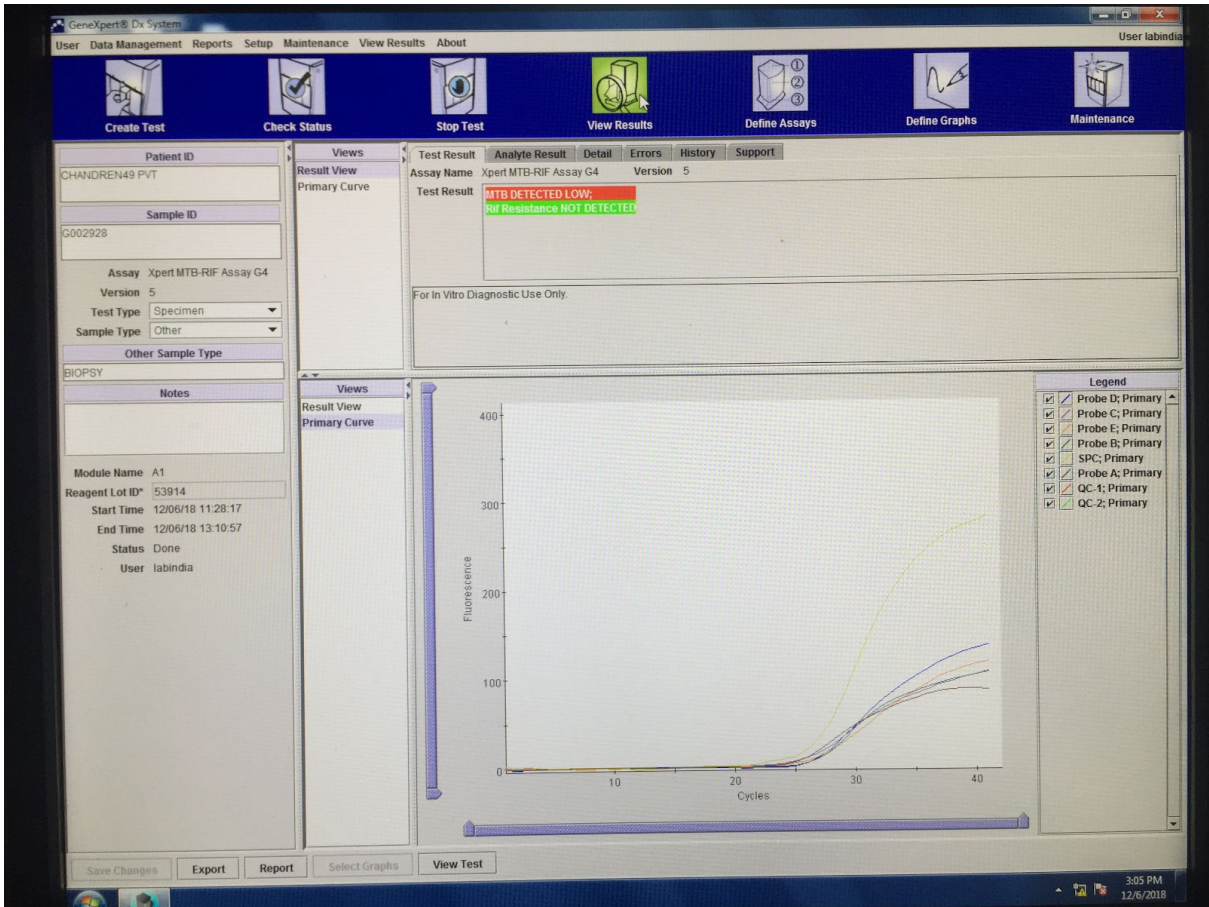 GeneXpert® Dx System
User Data Management Reports Setup Maintenance View Results About
User labindia
Create Test
Check Status
Stop Test
View Results
①
②
③
Define Assays
Define Graphs
Maintenance
Patient ID
CHANDREN49 PVT
Sample ID
G002928
Assay Xpert MTB-RIF Assay G4
Version 5
Test Type Specimen
Sample Type Other
Other Sample Type
BIOPSY
Notes
Module Name A1
Reagent Lot ID* 53914
Start Time 12/06/18 11:28:17
End Time 12/06/18 13:10:57
Status Done
User labindia
Views
Result View
Primary Curve
Test Result Analyte Result Detail Errors History Support
Assay Name Xpert MTB-RIF Assay G4 Version 5
Test Result MTB DETECTED LOW;
Rif Resistance NOT DETECTED
For In Vitro Diagnostic Use Only.
Views
Result View
Primary Curve
400
300
200
100
0
Fluorescence
10 20 30 40
Cycles
Legend
Probe D; Primary
Probe C; Primary
Probe E; Primary
Probe B; Primary
SPC; Primary
Probe A; Primary
QC-1; Primary
QC-2; Primary
Save Changes Export Report Select Graphs View Test
3:05 PM
12/6/2018